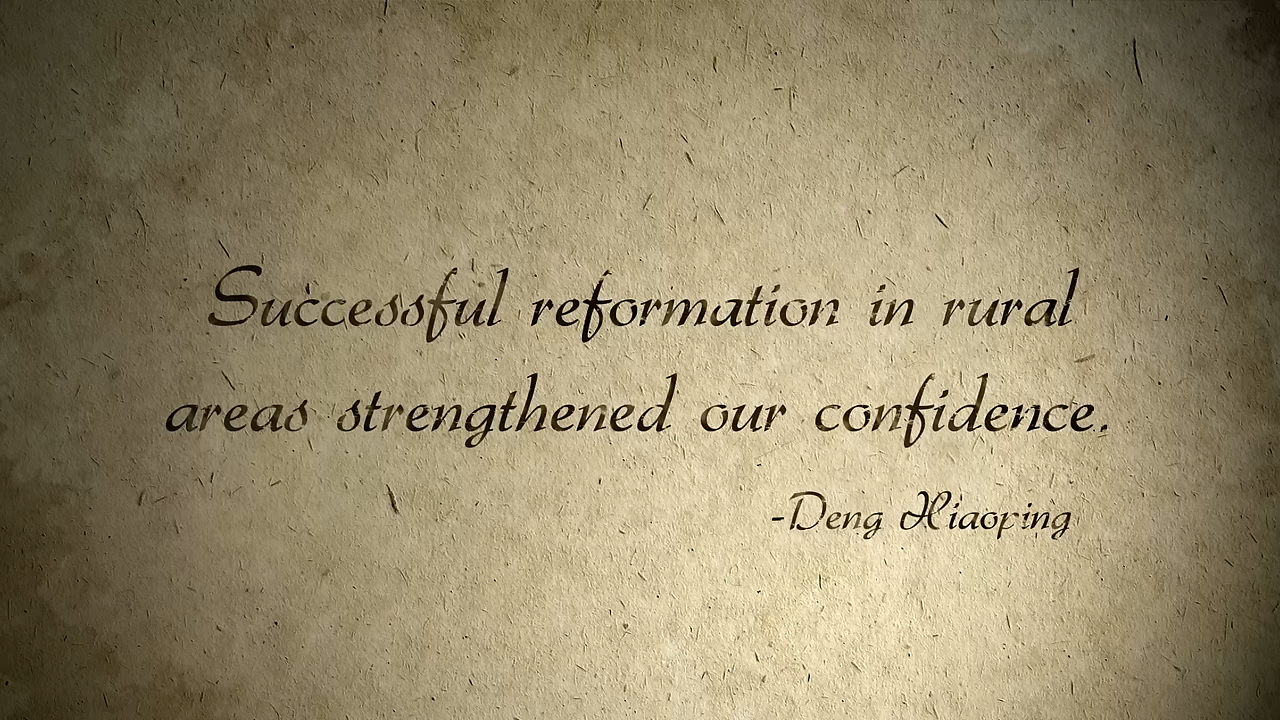 Successful reformation in rural
areas strengthened our confidence.
-Deng Xiaoping